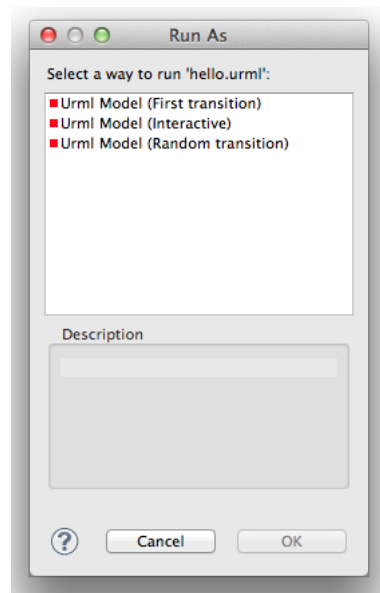 Run As
Select a way to run 'hello.urml':
Urml Model (First transition)
Urml Model (Interactive)
Urml Model (Random transition)
Description
?
Cancel
OK